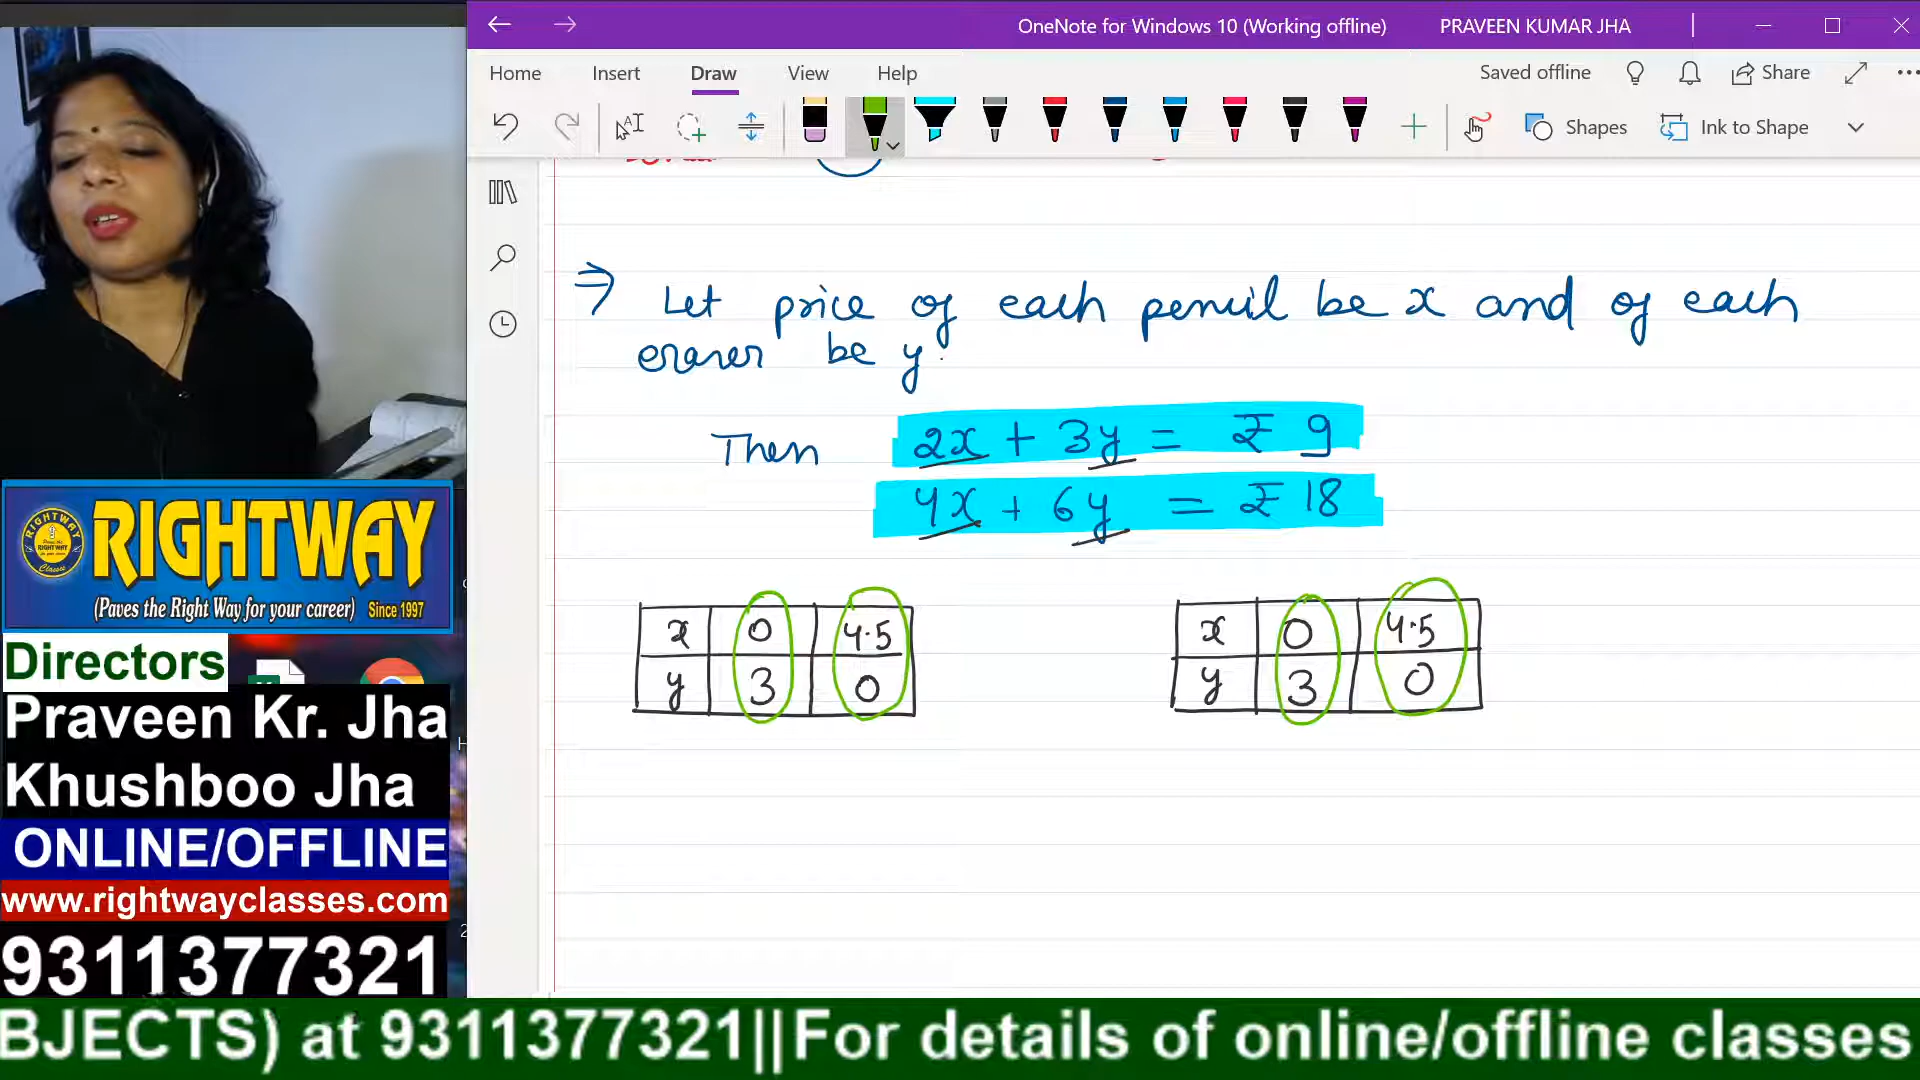 OneNote for Windows 10 (Working offline) PRAVEEN KUMAR JHA
Home Insert Draw View Help Saved offline Share
Shapes Ink to Shape
⇒ Let price of each pencil be x and of each
eraser be y.
Then 2x + 3y = ₹ 9
4x + 6y = ₹ 18
x 0 4.5
y 3 0
x 0 4.5
y 3 0
RIGHTWAY
(Paves the Right Way for your career) Since 1997
Directors
Praveen Kr. Jha
Khushboo Jha
ONLINE/OFFLINE
www.rightwayclasses.com
9311377321
BJECTS) at 9311377321||For details of online/offline classes